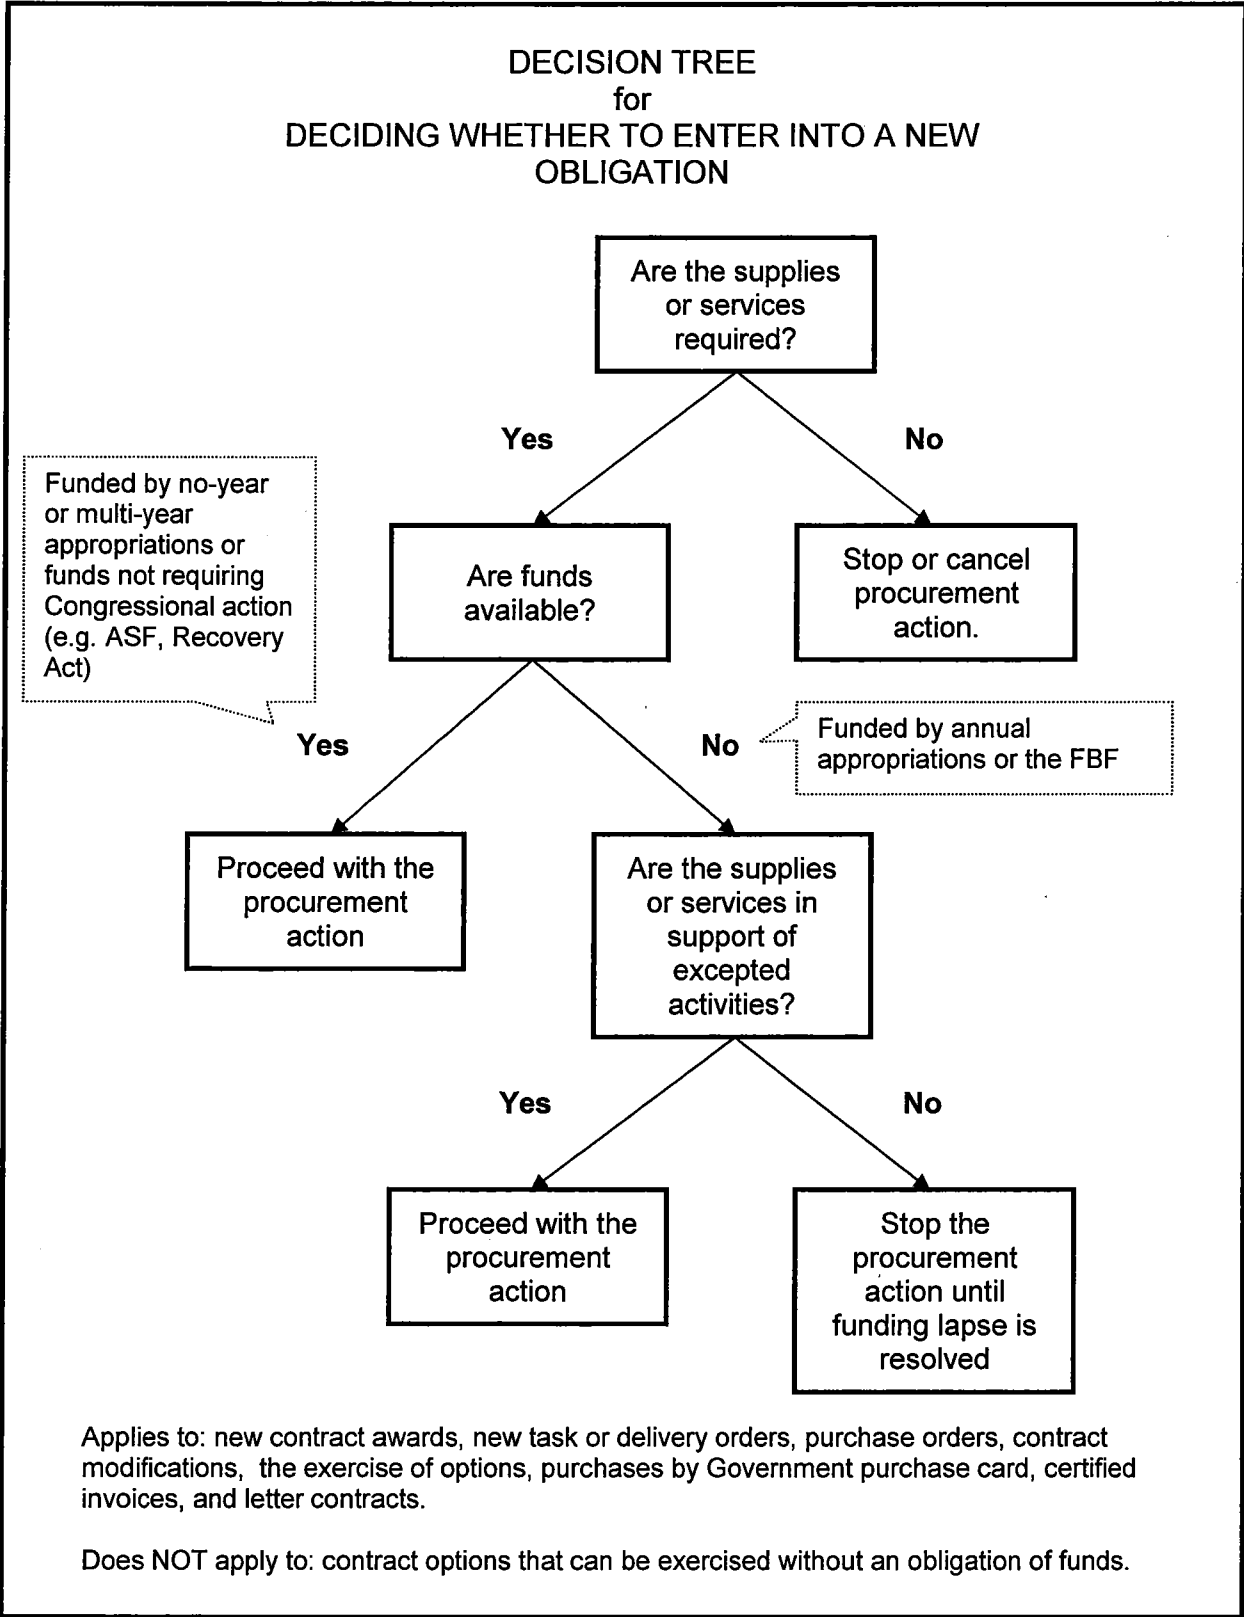 DECISION TREE
for
DECIDING WHETHER TO ENTER INTO A NEW
OBLIGATION
Are the supplies
or services
required?
Yes
No
Funded by no-year
or multi-year
appropriations or
funds not requiring
Congressional action
(e.g. ASF, Recovery
Act)
Are funds
available?
Stop or cancel
procurement
action.
Yes
No
Funded by annual
appropriations or the FBF
Proceed with the
procurement
action
Are the supplies
or services in
support of
excepted
activities?
Yes
No
Proceed with the
procurement
action
Stop the
procurement
action until
funding lapse is
resolved
Applies to: new contract awards, new task or delivery orders, purchase orders, contract
modifications,  the exercise of options, purchases by Government purchase card, certified
invoices, and letter contracts.
Does NOT apply to: contract options that can be exercised without an obligation of funds.